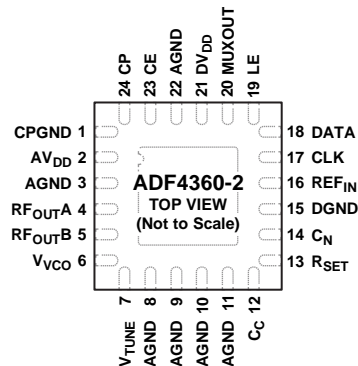 24 CP
23 CE
22 AGND
21 DVDD
20 MUXOUT
19 LE
CPGND 1
AVDD 2
AGND 3
RFOUTA 4
RFOUTB 5
VVCO 6
ADF4360-2
TOP VIEW
(Not to Scale)
18 DATA
17 CLK
16 REFIN
15 DGND
14 CN
13 RSET
VTUNE 7
AGND 8
AGND 9
AGND 10
AGND 11
CC 12